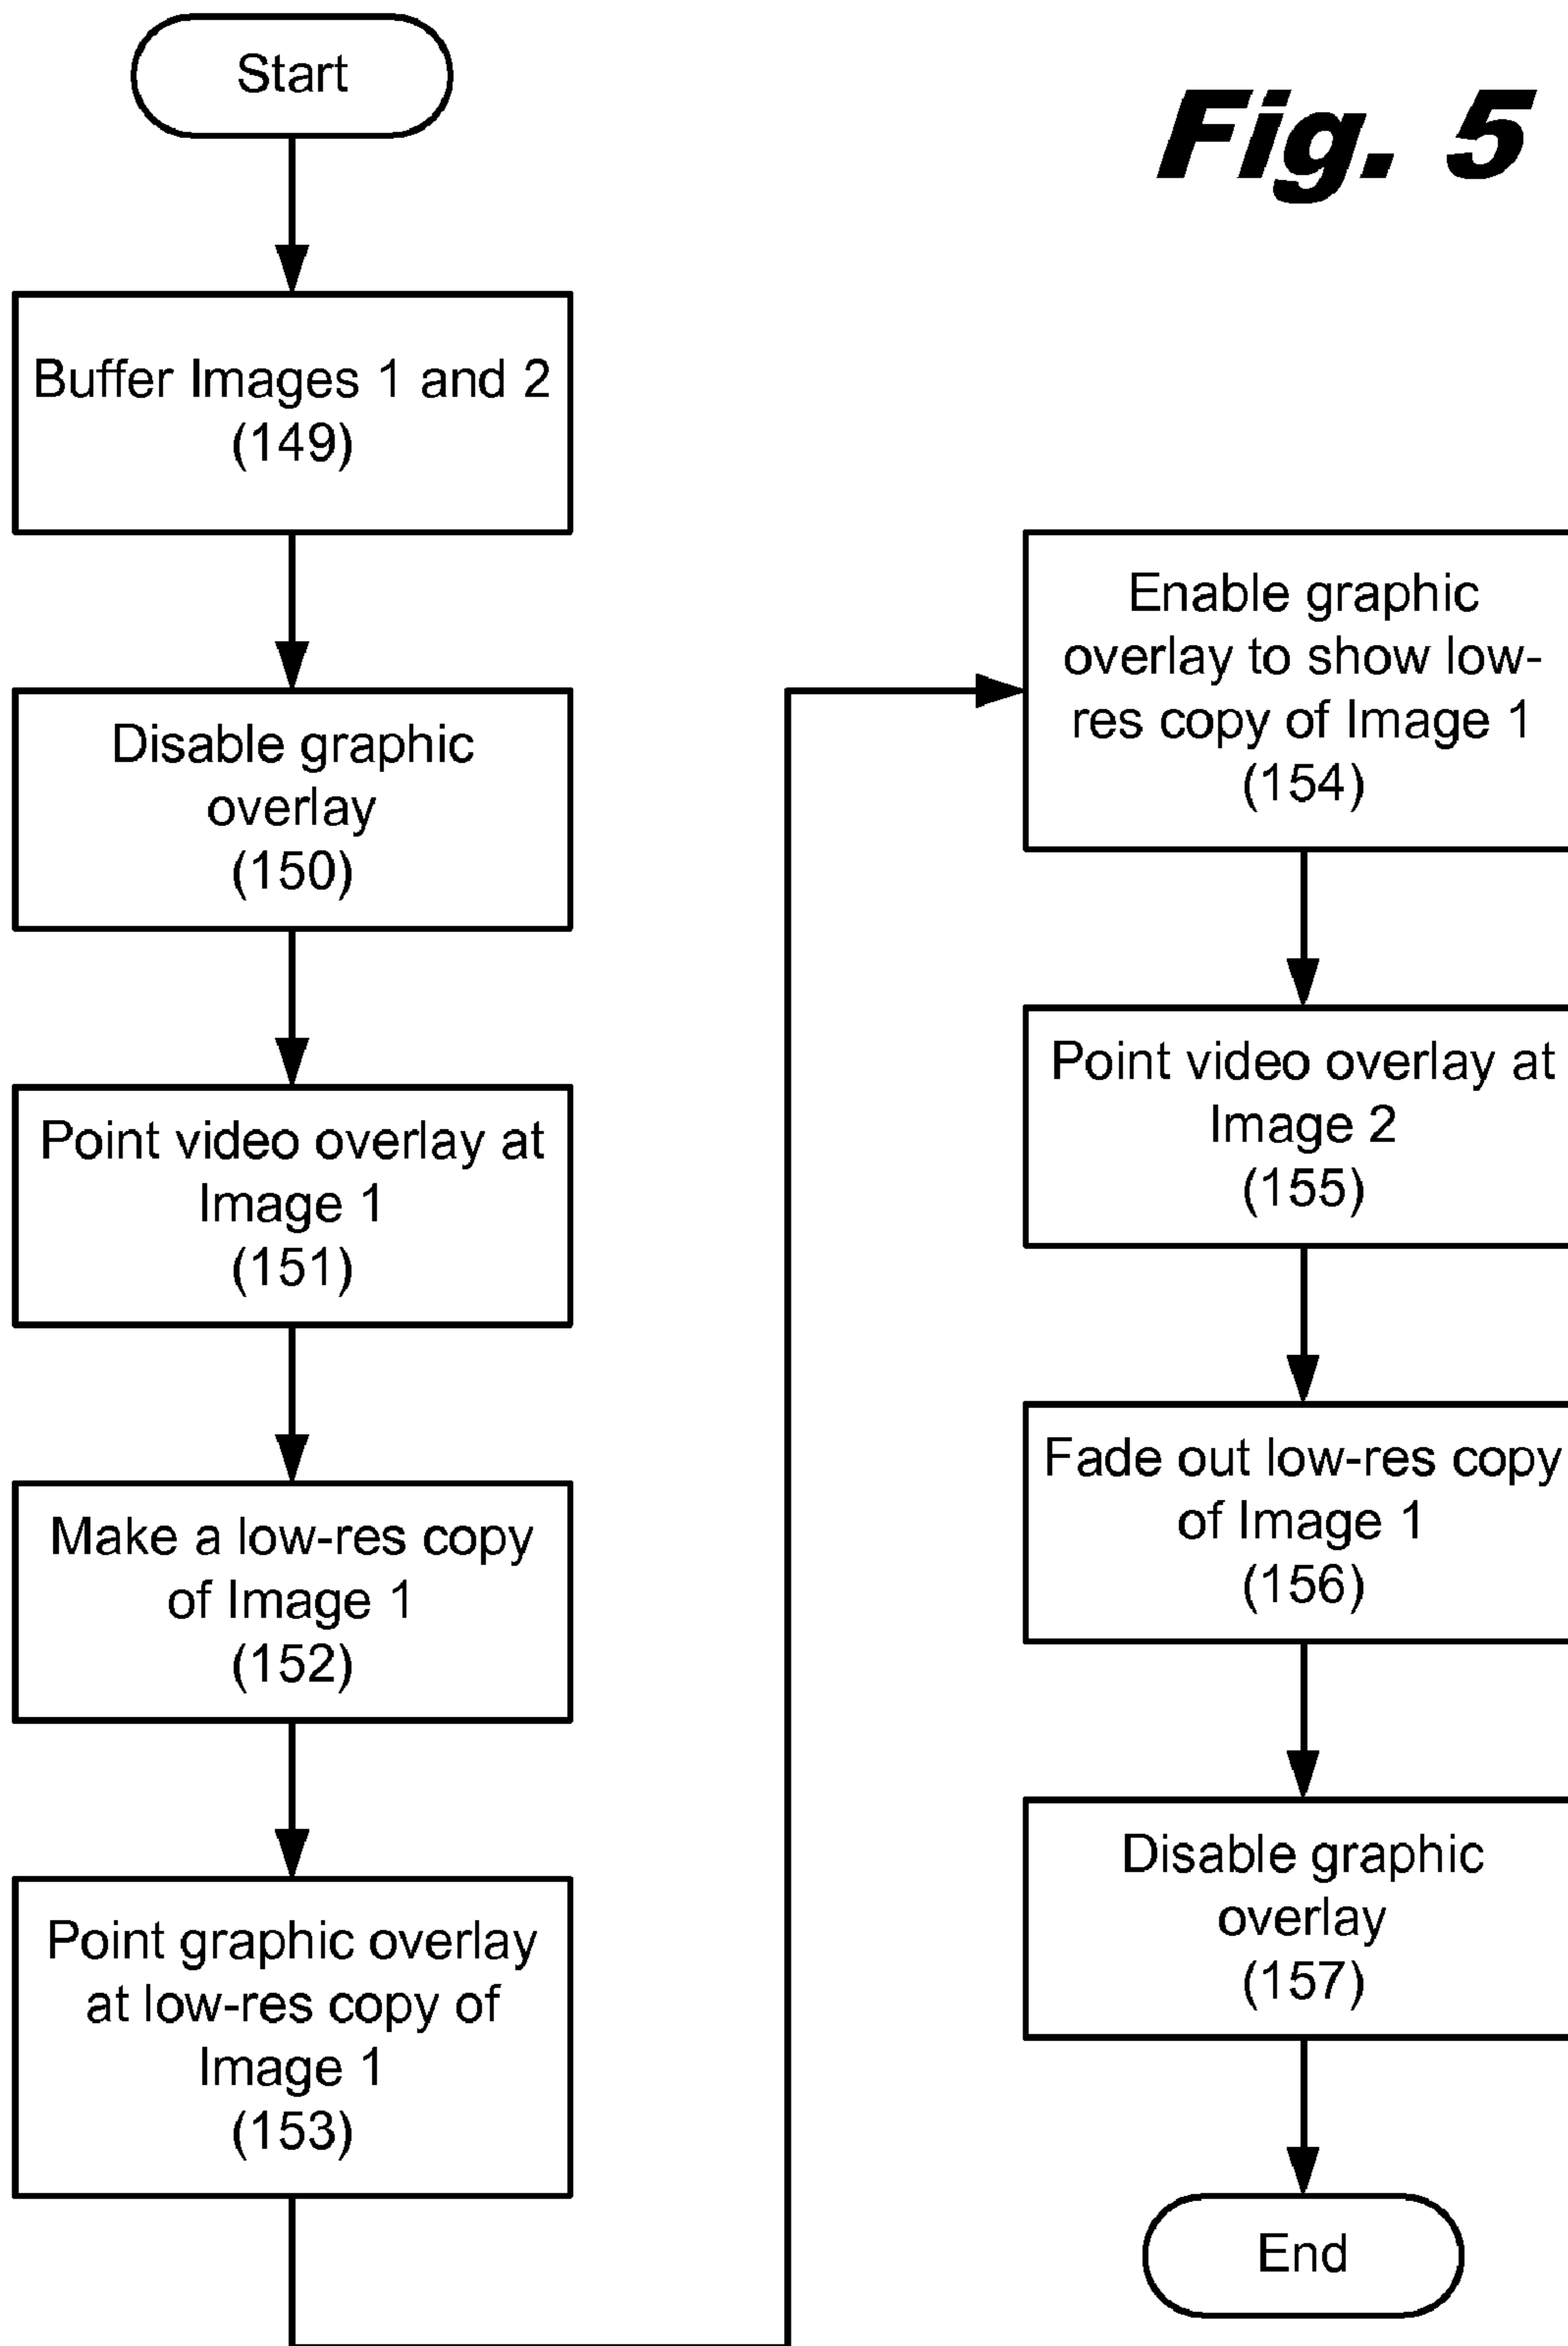 Fig. 5
Start
Buffer Images 1 and 2
(149)
Disable graphic
overlay
(150)
Point video overlay at
Image 1
(151)
Make a low-res copy
of Image 1
(152)
Point graphic overlay
at low-res copy of
Image 1
(153)
Enable graphic
overlay to show low-
res copy of Image 1
(154)
Point video overlay at
Image 2
(155)
Fade out low-res copy
of Image 1
(156)
Disable graphic
overlay
(157)
End